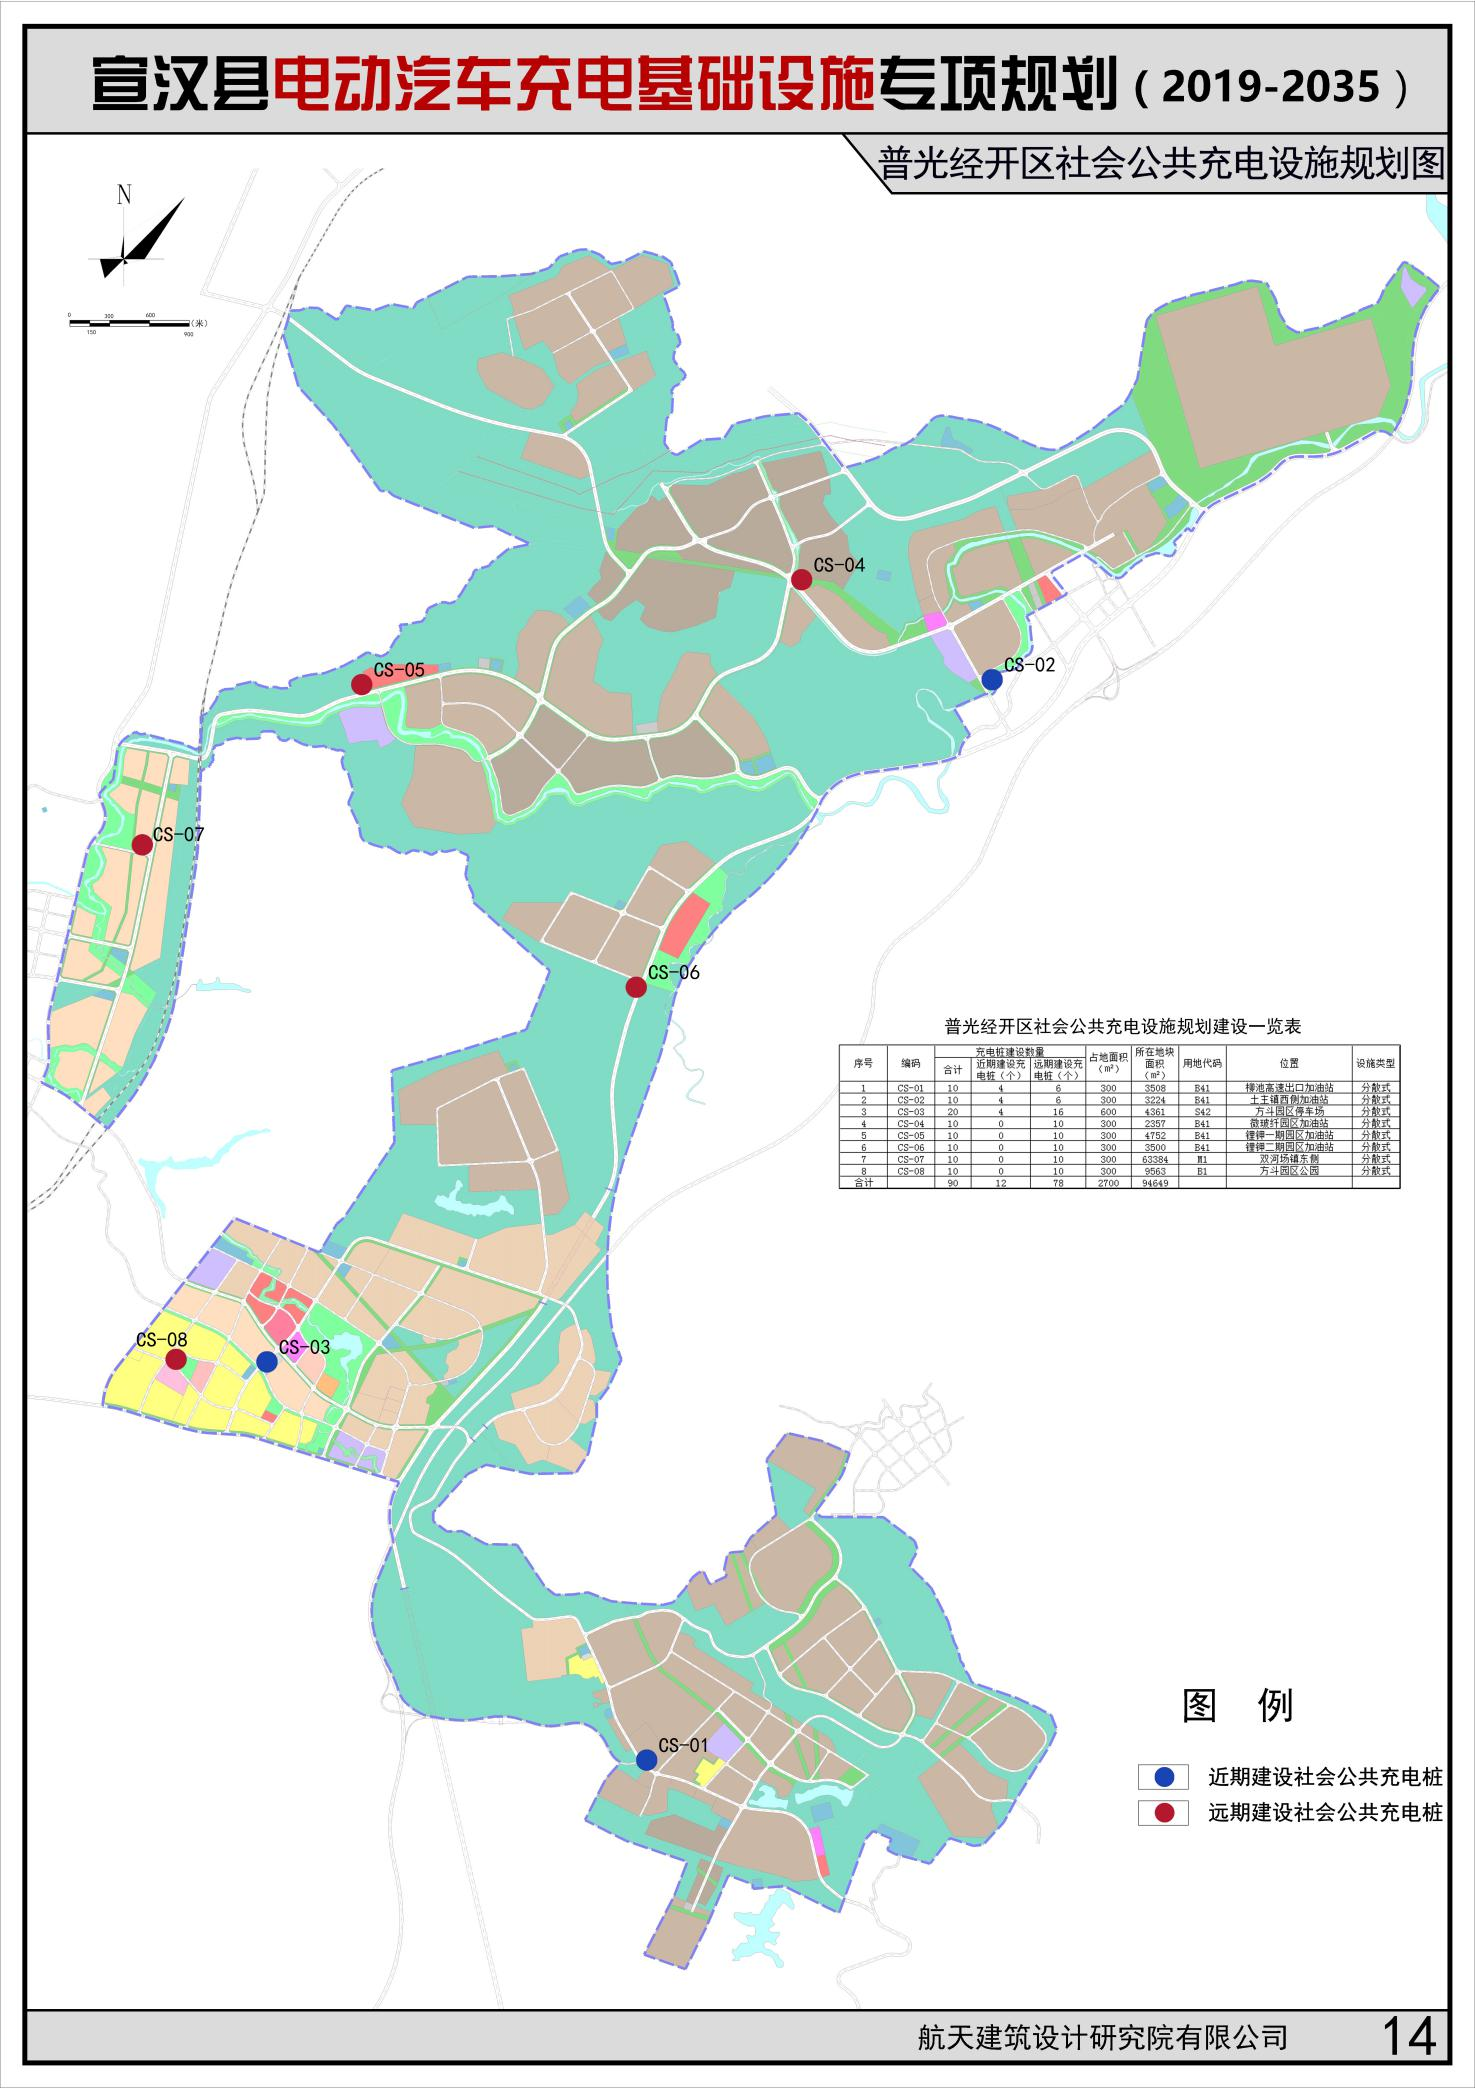 宣汉县电动汽车充电基础设施专项规划（2019-2035）
普光经开区社会公共充电设施规划图
N
0 300 600 (米)
150 900
CS-04
CS-02
CS-05
CS-07
CS-06
普光经开区社会公共充电设施规划建设一览表
序号 编码 充电桩建设数量 占地面积（㎡） 所在地块面积（㎡） 用地代码 位置 设施类型
合计 近期建设充电桩（个） 远期建设充电桩（个）
1 CS-01 10 4 6 300 3508 B41 柳池高速出口加油站 分散式
2 CS-02 10 4 6 300 3224 B41 土主镇西侧加油站 分散式
3 CS-03 20 4 16 600 4361 S42 方斗园区停车场 分散式
4 CS-04 10 0 10 300 2357 B41 微玻纤园区加油站 分散式
5 CS-05 10 0 10 300 4752 B41 锂钾一期园区加油站 分散式
6 CS-06 10 0 10 300 3500 B41 锂钾二期园区加油站 分散式
7 CS-07 10 0 10 300 63384 M1 双河场镇东侧 分散式
8 CS-08 10 0 10 300 9563 B1 方斗园区公园 分散式
合计 90 12 78 2700 94649
CS-08
CS-03
CS-01
图 例
近期建设社会公共充电桩
远期建设社会公共充电桩
航天建筑设计研究院有限公司 14